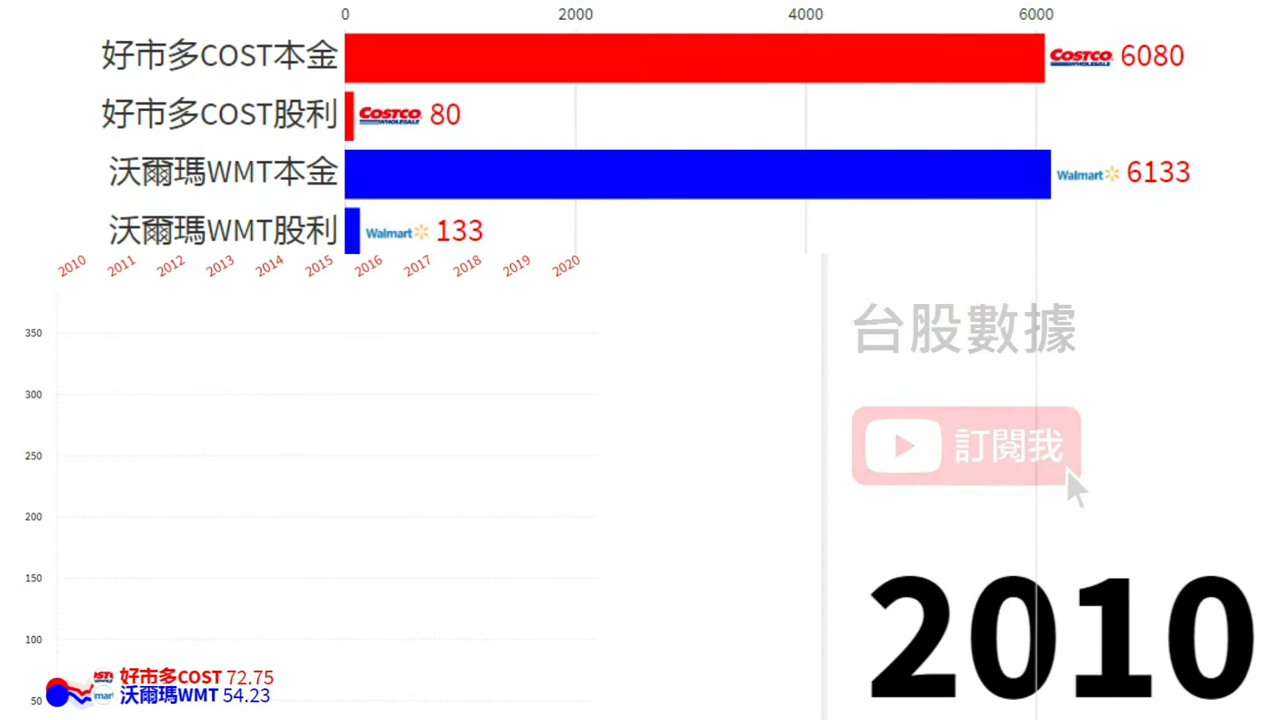 0 2000 4000 6000
好市多COST本金 COSTCO WHOLESALE 6080
好市多COST股利 COSTCO WHOLESALE 80
沃爾瑪WMT本金 Walmart 6133
沃爾瑪WMT股利 Walmart 133
2010 2011 2012 2013 2014 2015 2016 2017 2018 2019 2020
350
300
250
200
150
100
50
台股數據
訂閱我
2010
好市多COST 72.75
沃爾瑪WMT 54.23